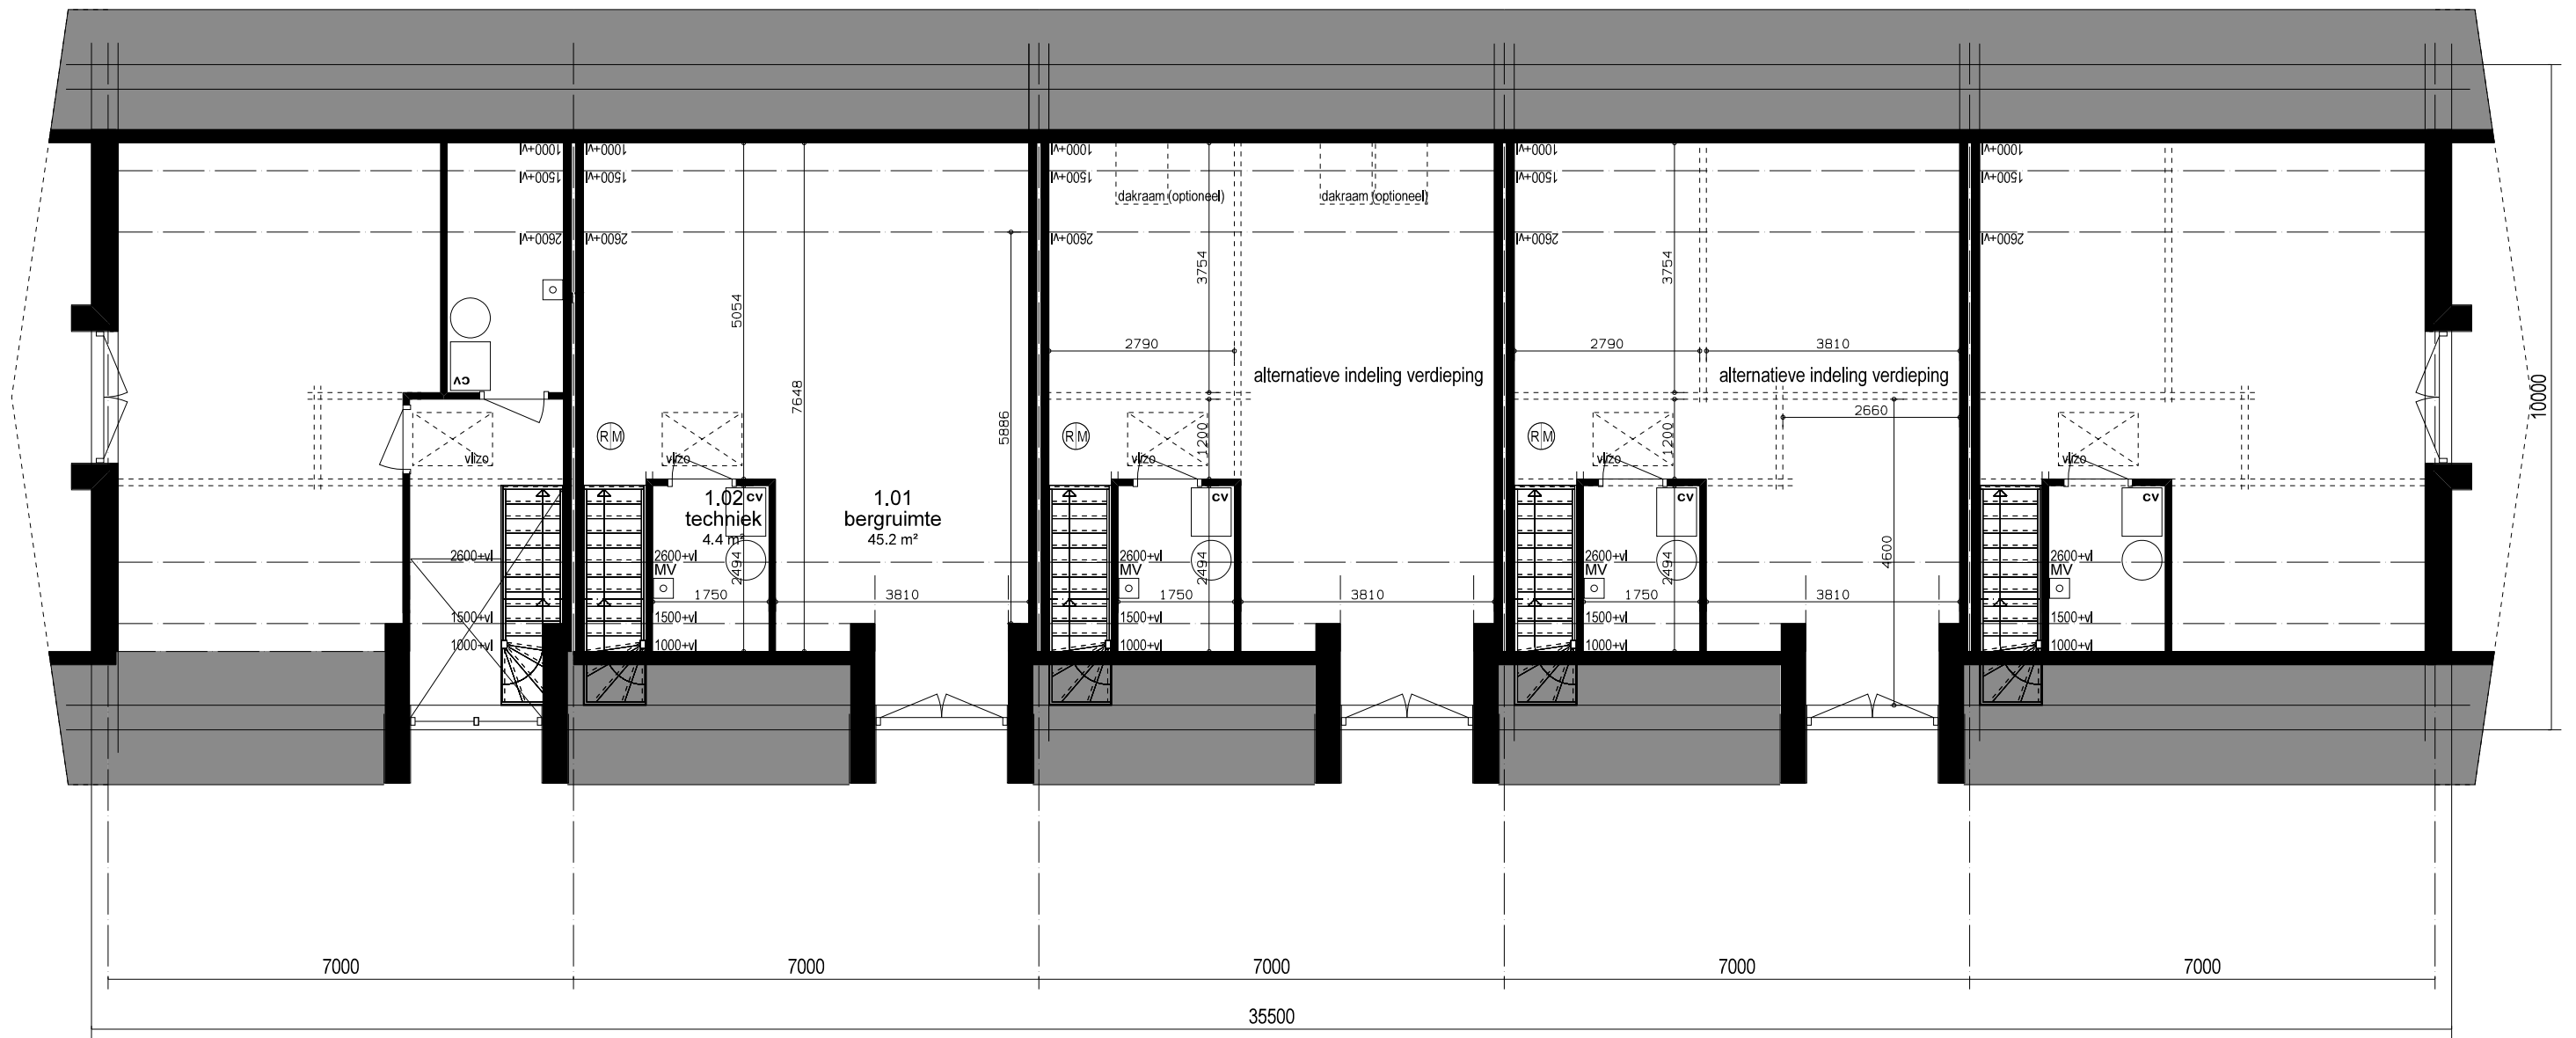 1000+vl
1000+vl
1000+vl
1000+vl
1000+vl
1500+vl
1500+vl
1500+vl
1500+vl
1500+vl
dakraam (optioneel)
dakraam (optioneel)
2600+vl
2600+vl
2600+vl
2600+vl
2600+vl
5054
3754
3754
2790
2790
3810
cv
7648
alternatieve indeling verdieping
alternatieve indeling verdieping
10000
5886
2660
RM
RM
RM
1200
1200
vlizo
vlizo
vlizo
vlizo
vlizo
1.02
techniek
4.4 m²
cv
1.01
bergruimte
45.2 m²
cv
cv
cv
2600+vl
2600+vl
MV
2494
2600+vl
MV
2494
2600+vl
MV
2494
4600
2600+vl
MV
1750
3810
1750
3810
1750
3810
1500+vl
1500+vl
1500+vl
1500+vl
1500+vl
1000+vl
1000+vl
1000+vl
1000+vl
1000+vl
7000
7000
7000
7000
7000
35500